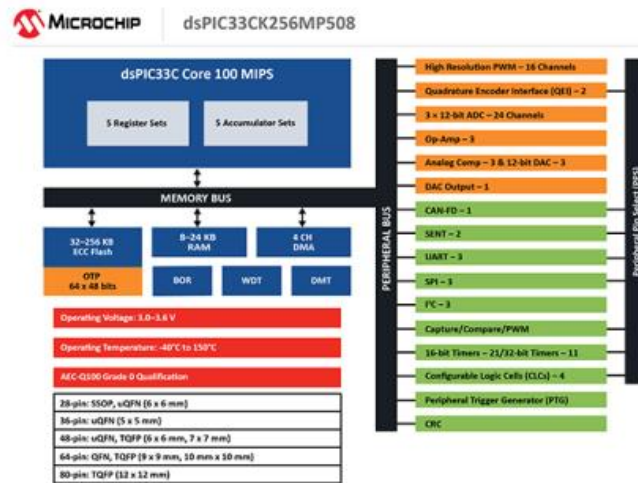 MICROCHIP
dsPIC33CK256MP508
dsPIC33C Core 100 MIPS
5 Register Sets
5 Accumulator Sets
MEMORY BUS
32–256 KB
ECC Flash
OTP
64 x 48 bits
8–24 KB
RAM
4 CH
DMA
BOR
WDT
DMT
Operating Voltage: 3.0–3.6 V
Operating Temperature: -40°C to 150°C
AEC-Q100 Grade 0 Qualification
28-pin: SSOP, uQFN (6 x 6 mm)
36-pin: uQFN (5 x 5 mm)
48-pin: uQFN, TQFP (6 x 6 mm, 7 x 7 mm)
64-pin: QFN, TQFP (9 x 9 mm, 10 mm x 10 mm)
80-pin: TQFP (12 x 12 mm)
PERIPHERAL BUS
High Resolution PWM – 16 Channels
Quadrature Encoder Interface (QEI) – 2
3 × 12-bit ADC – 24 Channels
Op-Amp – 3
Analog Comp – 3 & 12-bit DAC – 3
DAC Output – 1
CAN-FD – 1
SENT – 2
UART – 3
SPI – 3
I²C – 3
Capture/Compare/PWM
16-bit Timers – 21/32-bit Timers – 11
Configurable Logic Cells (CLCs) – 4
Peripheral Trigger Generator (PTG)
CRC
Peripheral Pin Select (PPS)